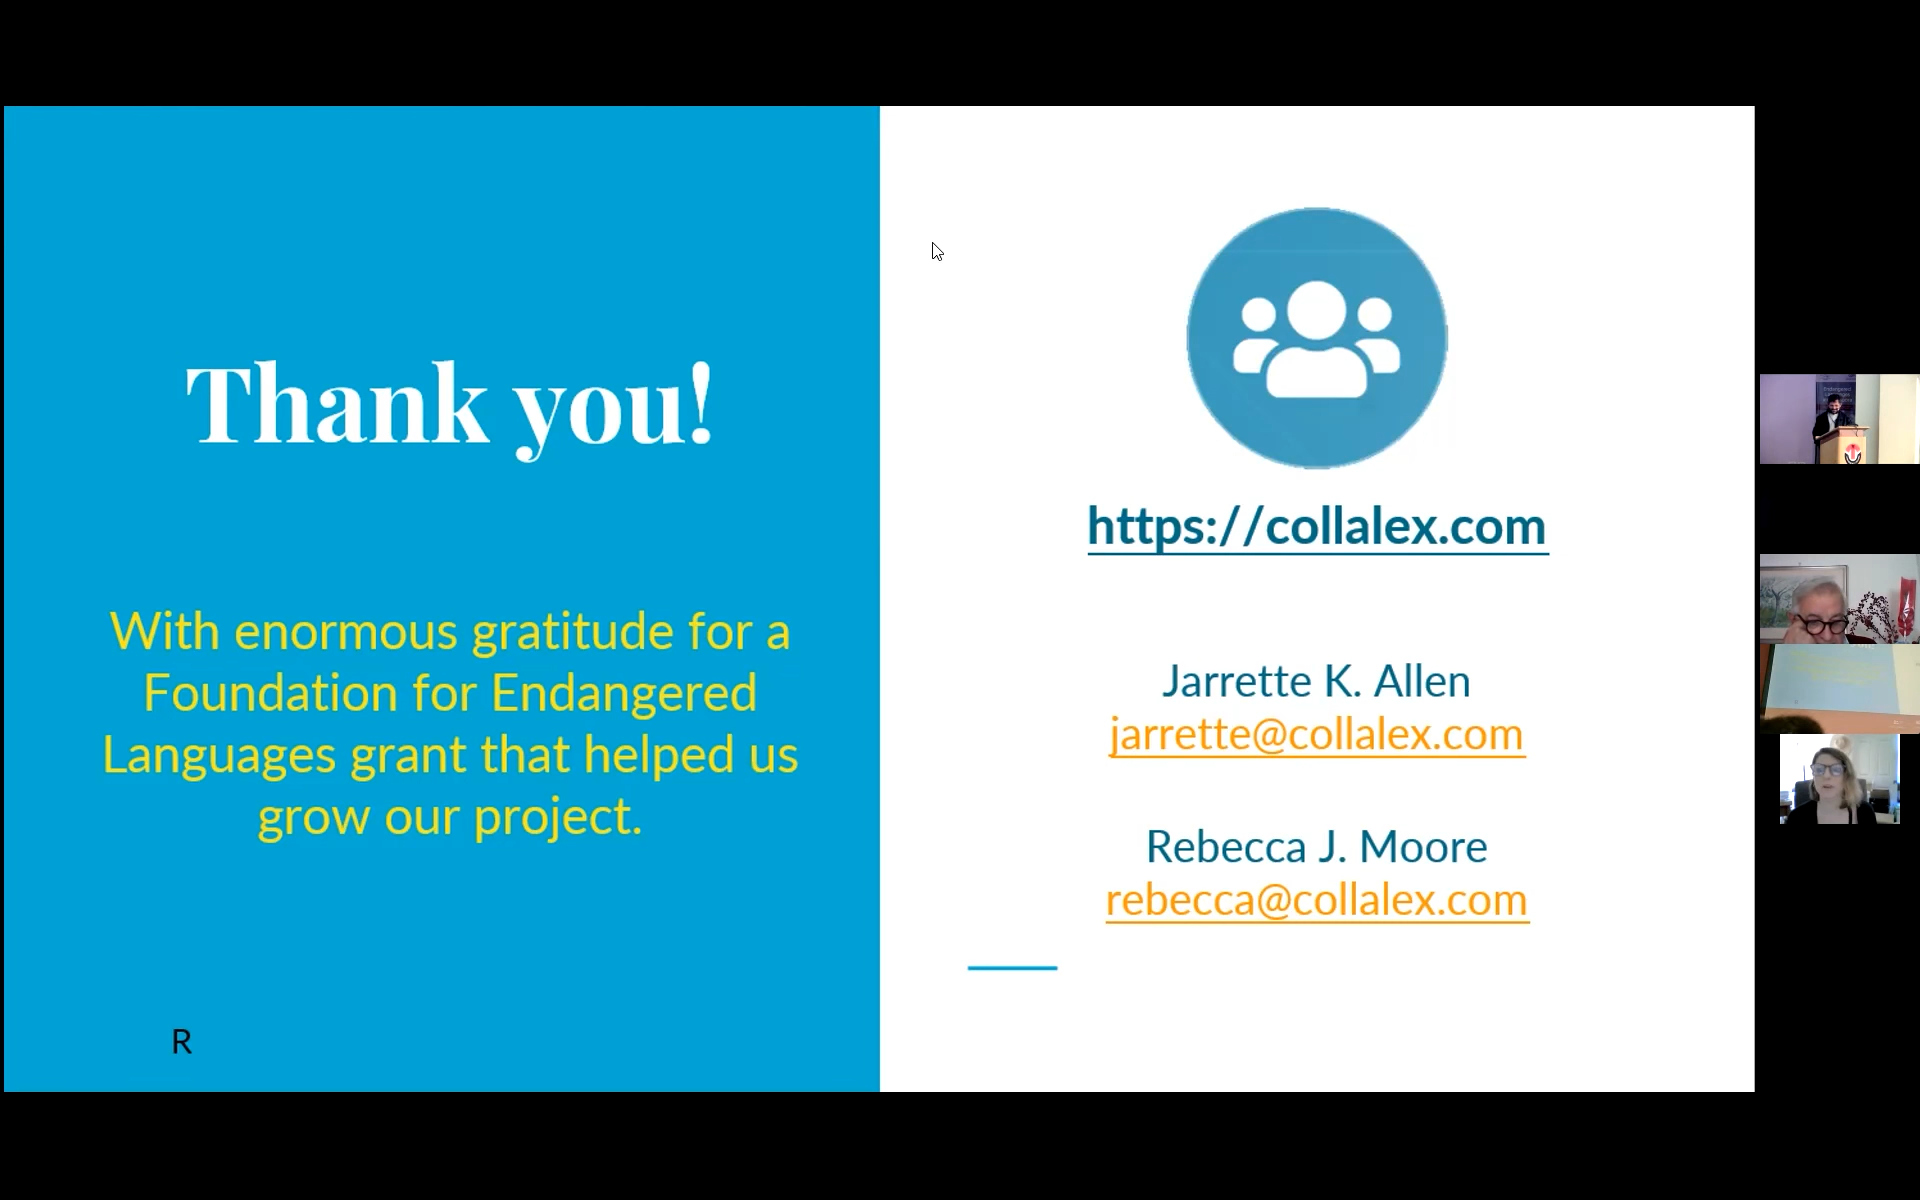 Thank you!
With enormous gratitude for a
Foundation for Endangered
Languages grant that helped us
grow our project.
R
https://collalex.com
Jarrette K. Allen
jarrette@collalex.com
Rebecca J. Moore
rebecca@collalex.com